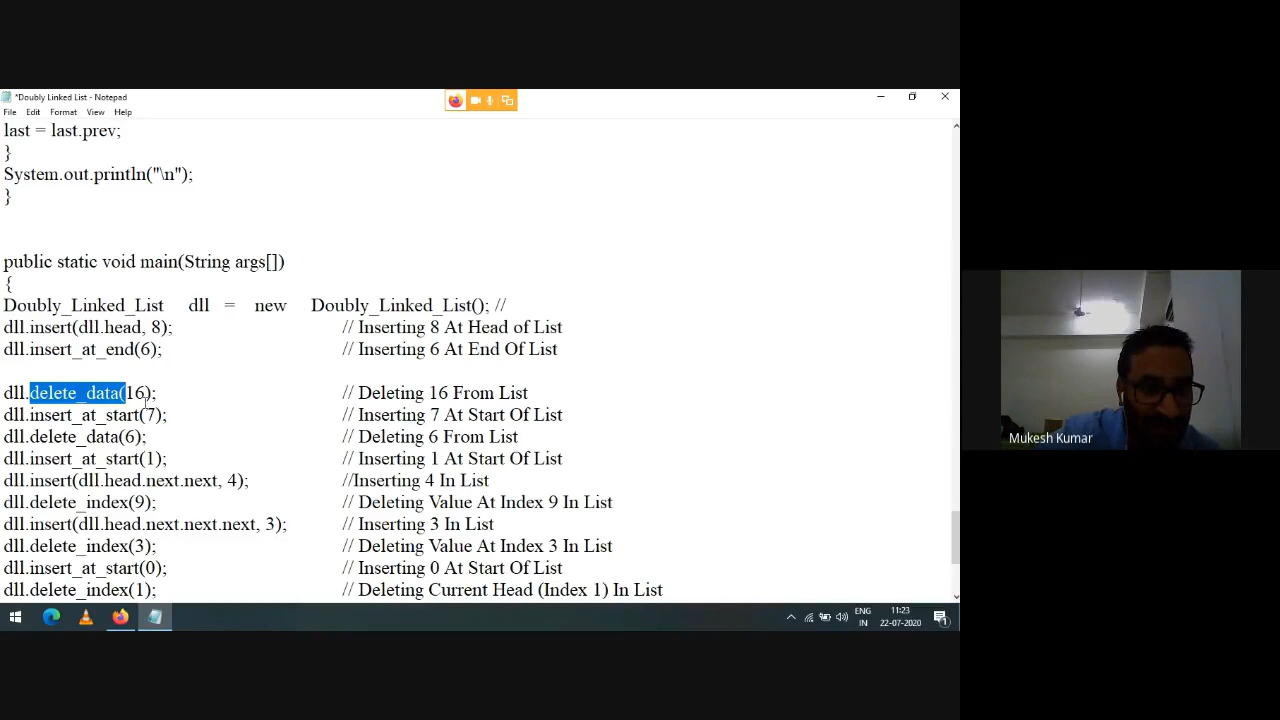 *Doubly Linked List - Notepad
File Edit Format View Help
last = last.prev;
}
System.out.println("\n");
}
public static void main(String args[])
{
Doubly_Linked_List dll = new Doubly_Linked_List(); //
dll.insert(dll.head, 8); // Inserting 8 At Head of List
dll.insert_at_end(6); // Inserting 6 At End Of List
dll.delete_data(16); // Deleting 16 From List
dll.insert_at_start(7); // Inserting 7 At Start Of List
dll.delete_data(6); // Deleting 6 From List
dll.insert_at_start(1); // Inserting 1 At Start Of List
dll.insert(dll.head.next.next, 4); //Inserting 4 In List
dll.delete_index(9); // Deleting Value At Index 9 In List
dll.insert(dll.head.next.next.next, 3); // Inserting 3 In List
dll.delete_index(3); // Deleting Value At Index 3 In List
dll.insert_at_start(0); // Inserting 0 At Start Of List
dll.delete_index(1); // Deleting Current Head (Index 1) In List
ENG
IN
11:23
22-07-2020
1
Mukesh Kumar